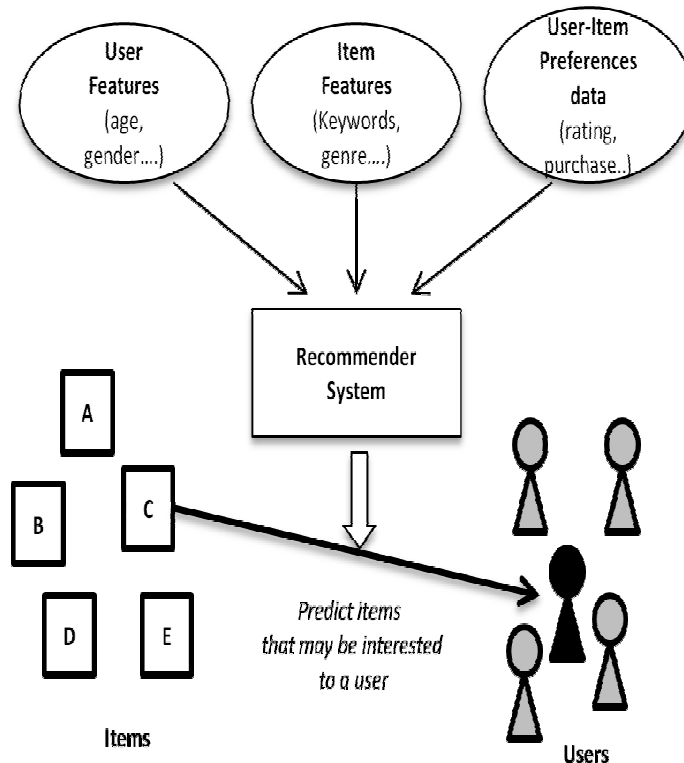 User
Features
(age,
gender....)
Item
Features
(Keywords,
genre....)
User-Item
Preferences
data
(rating,
purchase..)
Recommender
System
A
B
C
D
E
Predict items
that may be interested
to a user
Items
Users